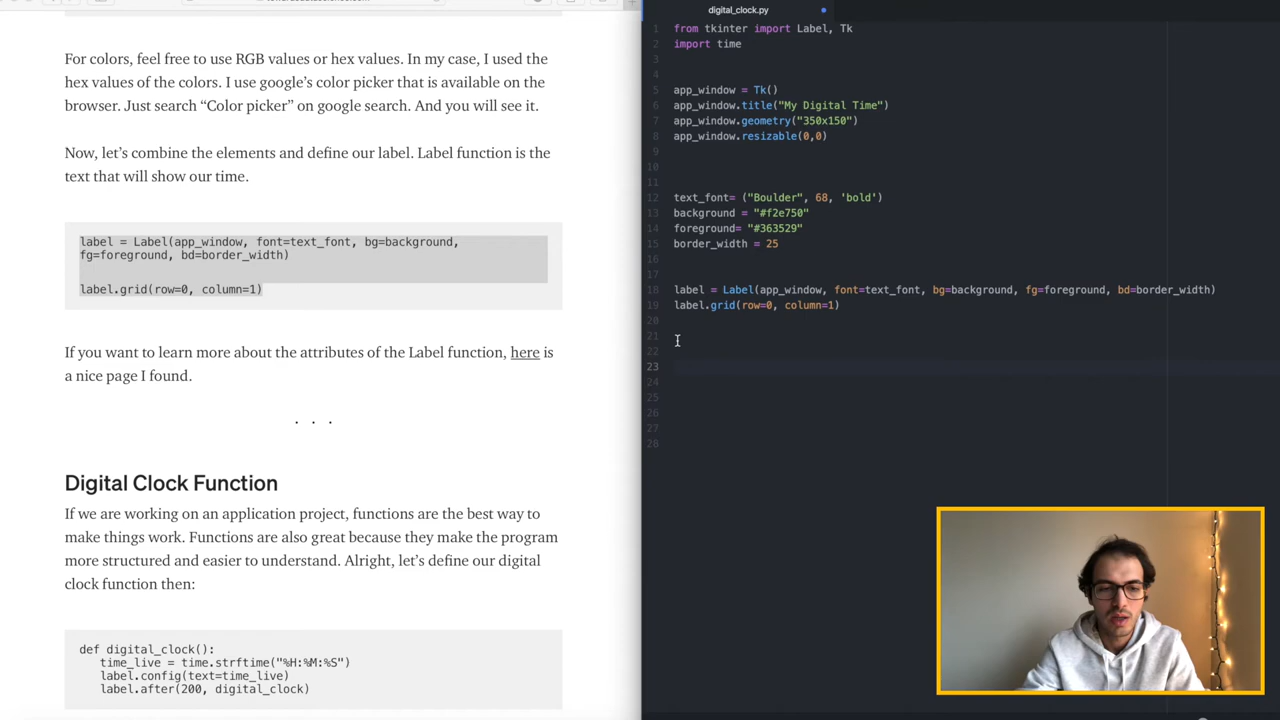 For colors, feel free to use RGB values or hex values. In my case, I used the
hex values of the colors. I use google's color picker that is available on the
browser. Just search “Color picker” on google search. And you will see it.
Now, let's combine the elements and define our label. Label function is the
text that will show our time.
label = Label(app_window, font=text_font, bg=background,
fg=foreground, bd=border_width)
label.grid(row=0, column=1)
If you want to learn more about the attributes of the Label function, here is
a nice page I found.
. . .
Digital Clock Function
If we are working on an application project, functions are the best way to
make things work. Functions are also great because they make the program
more structured and easier to understand. Alright, let's define our digital
clock function then:
def digital_clock():
time_live = time.strftime("%H:%M:%S")
label.config(text=time_live)
label.after(200, digital_clock)
digital_clock.py
1 from tkinter import Label, Tk
2 import time
3
4
5 app_window = Tk()
6 app_window.title("My Digital Time")
7 app_window.geometry("350x150")
8 app_window.resizable(0,0)
9
10
11
12 text_font= ("Boulder", 68, 'bold')
13 background = "#f2e750"
14 foreground= "#363529"
15 border_width = 25
16
17
18 label = Label(app_window, font=text_font, bg=background, fg=foreground, bd=border_width)
19 label.grid(row=0, column=1)
20
21
22
23
24
25
26
27
28